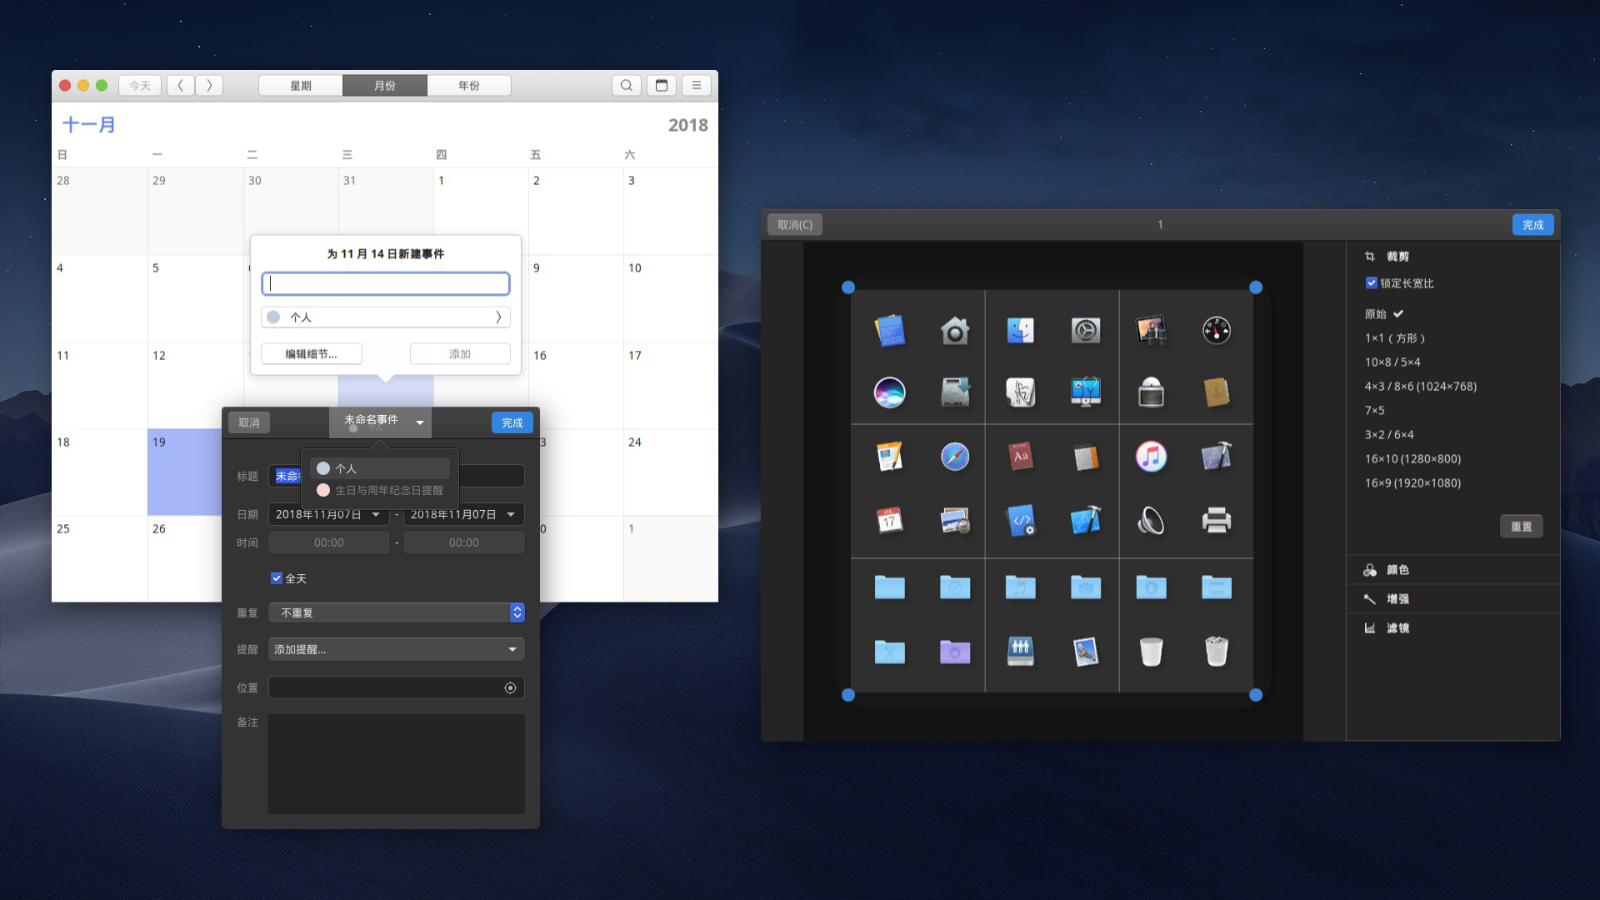 今天
星期
月份
年份
十一月
2018
日 一 二 三 四 五 六
28 29 30 31 1 2 3
为 11 月 14 日新建事件
4 5 9 10
个人
编辑细节...
添加
11 12 16 17
取消
未命名事件
完成
18 19 3 24
个人
生日与周年纪念日提醒
标题
未命
日期
2018年11月07日 - 2018年11月07日
25 26 0 1
时间
00:00 - 00:00
全天
重复
不重复
提醒
添加提醒...
位置
备注
取消(C)
1
完成
裁剪
锁定长宽比
原始
1×1 ( 方形 )
10×8 / 5×4
4×3 / 8×6 (1024×768)
7×5
3×2 / 6×4
16×10 (1280×800)
16×9 (1920×1080)
重置
颜色
增强
滤镜
Aa
17